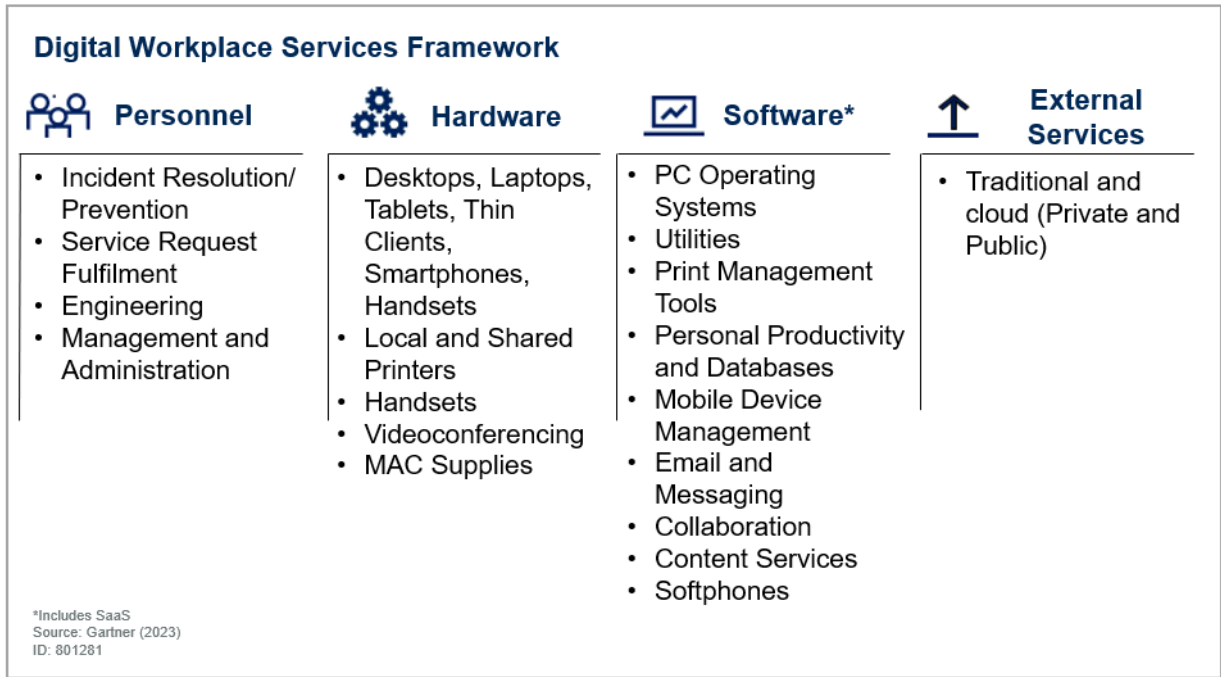 Digital Workplace Services Framework
Personnel
• Incident Resolution/
Prevention
• Service Request
Fulfilment
• Engineering
• Management and
Administration
Hardware
• Desktops, Laptops,
Tablets, Thin
Clients,
Smartphones,
Handsets
• Local and Shared
Printers
• Handsets
• Videoconferencing
• MAC Supplies
Software*
• PC Operating
Systems
• Utilities
• Print Management
Tools
• Personal Productivity
and Databases
• Mobile Device
Management
• Email and
Messaging
• Collaboration
• Content Services
• Softphones
External
Services
• Traditional and
cloud (Private and
Public)
*Includes SaaS
Source: Gartner (2023)
ID: 801281